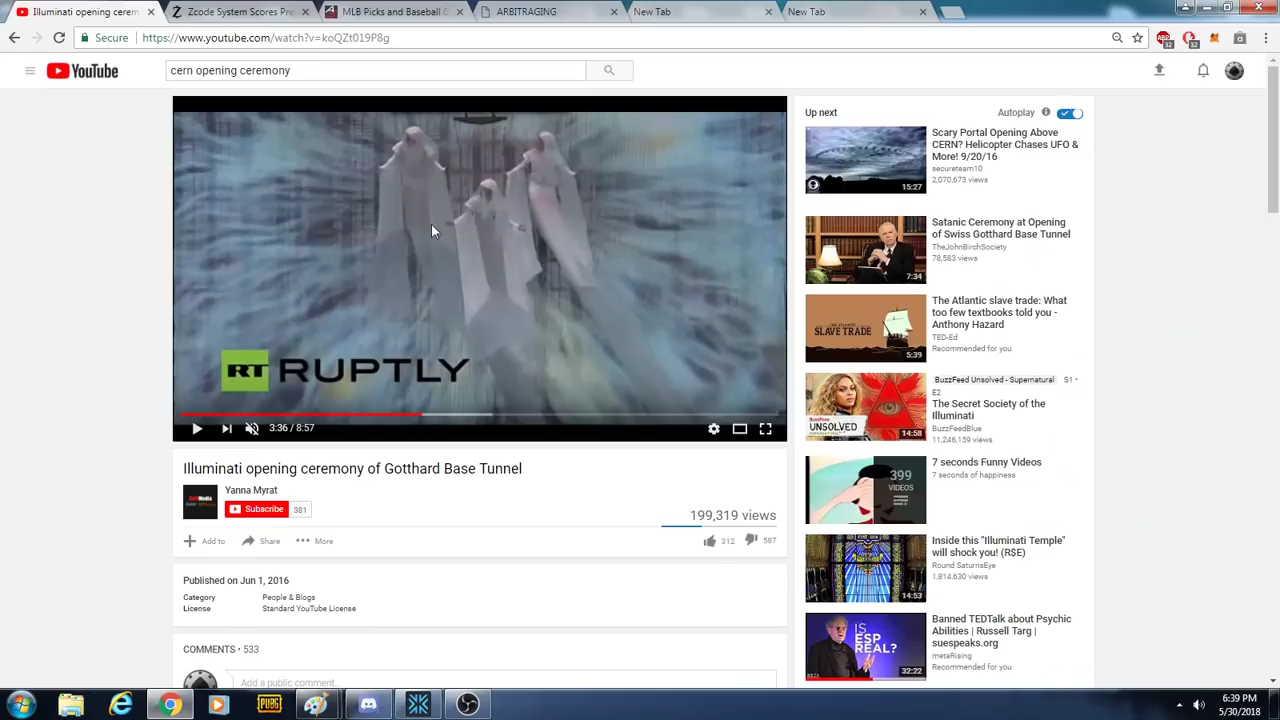 Illuminati opening cerem
Zcode System Scores Pre
MLB Picks and Baseball
ARBITRAGING
New Tab
New Tab
Secure
https://www.youtube.com/watch?v=koQZt019P8g
YouTube
cern opening ceremony
RT RUPTLY
3:36 / 8:57
Illuminati opening ceremony of Gotthard Base Tunnel
Yanna Myrat
Subscribe 381
199,319 views
Add to Share More
312 587
Published on Jun 1, 2016
Category People & Blogs
License Standard YouTube License
COMMENTS • 533
Add a public comment...
Up next
Autoplay
15:27
Scary Portal Opening Above
CERN? Helicopter Chases UFO &
More! 9/20/16
secureteam10
2,070,673 views
7:34
Satanic Ceremony at Opening
of Swiss Gotthard Base Tunnel
TheJohnBirchSociety
78,583 views
THE ATLANTIC
SLAVE TRADE
5:39
The Atlantic slave trade: What
too few textbooks told you -
Anthony Hazard
TED-Ed
Recommended for you
UNSOLVED
14:58
BuzzFeed Unsolved - Supernatural S1 •
E2
The Secret Society of the
Illuminati
BuzzFeedBlue
11,246,159 views
399
VIDEOS
7 seconds Funny Videos
7 seconds of happiness
14:53
Inside this "Illuminati Temple"
will shock you! (R$E)
Round SaturnsEye
1,814,630 views
IS
ESP
REAL?
32:22
Banned TEDTalk about Psychic
Abilities | Russell Targ |
suespeaks.org
metaRising
Recommended for you
32
32
PUBG
6:39 PM
5/30/2018